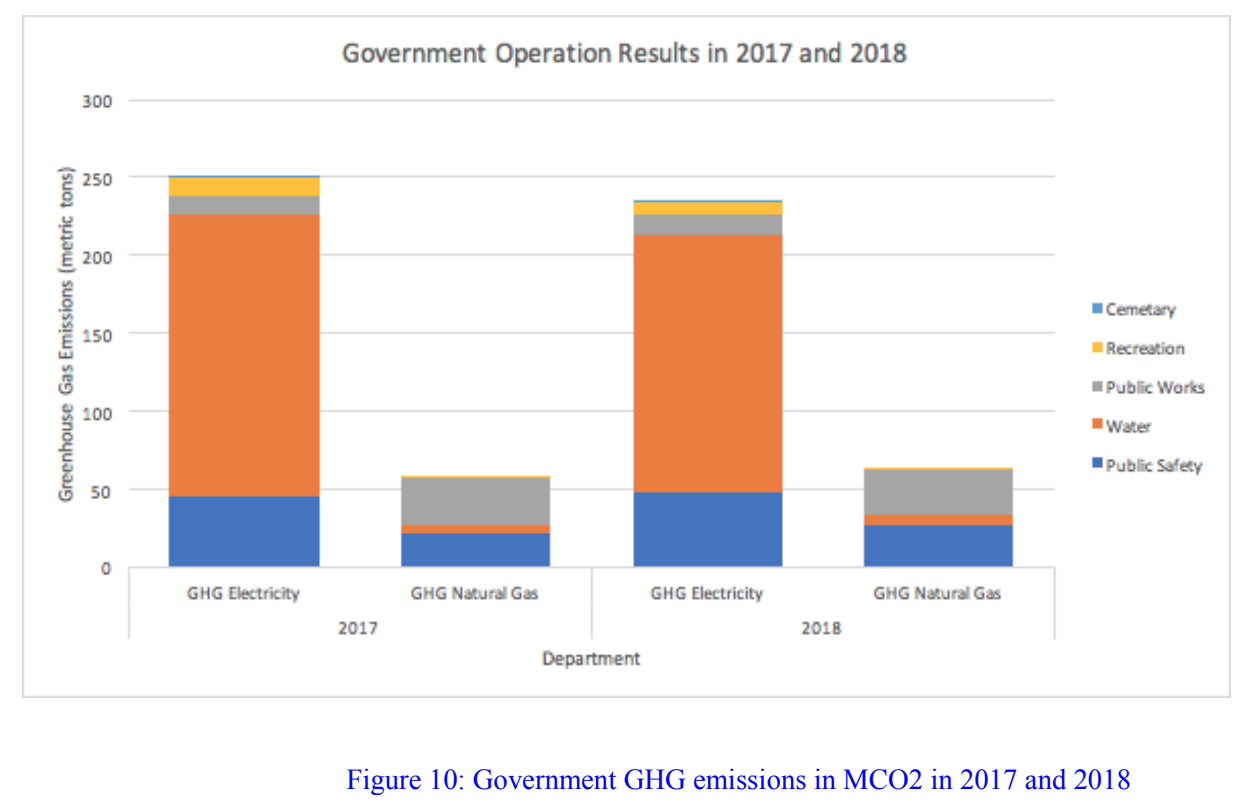 Government Operation Results in 2017 and 2018
300
250
200
150
100
50
0
Greenhouse Gas Emissions (metric tons)
GHG Electricity
GHG Natural Gas
GHG Electricity
GHG Natural Gas
2017
2018
Department
Cemetary
Recreation
Public Works
Water
Public Safety
Figure 10: Government GHG emissions in MCO2 in 2017 and 2018